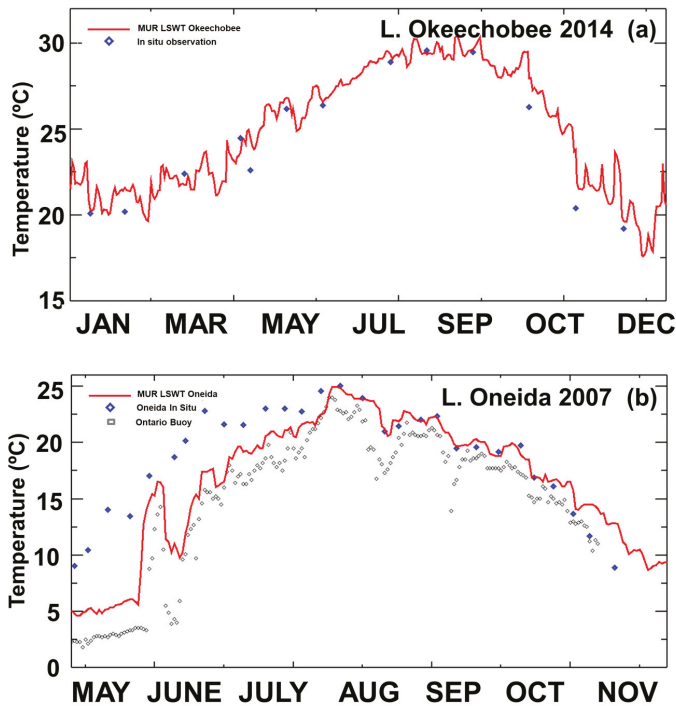 L. Okeechobee 2014 (a)
MUR LSWT Okeechobee
In situ observation
Temperature (ºC)
30
25
20
15
JAN MAR MAY JUL SEP OCT DEC
L. Oneida 2007 (b)
MUR LSWT Oneida
Oneida In Situ
Ontario Buoy
Temperature (ºC)
25
20
15
10
5
0
MAY JUNE JULY AUG SEP OCT NOV